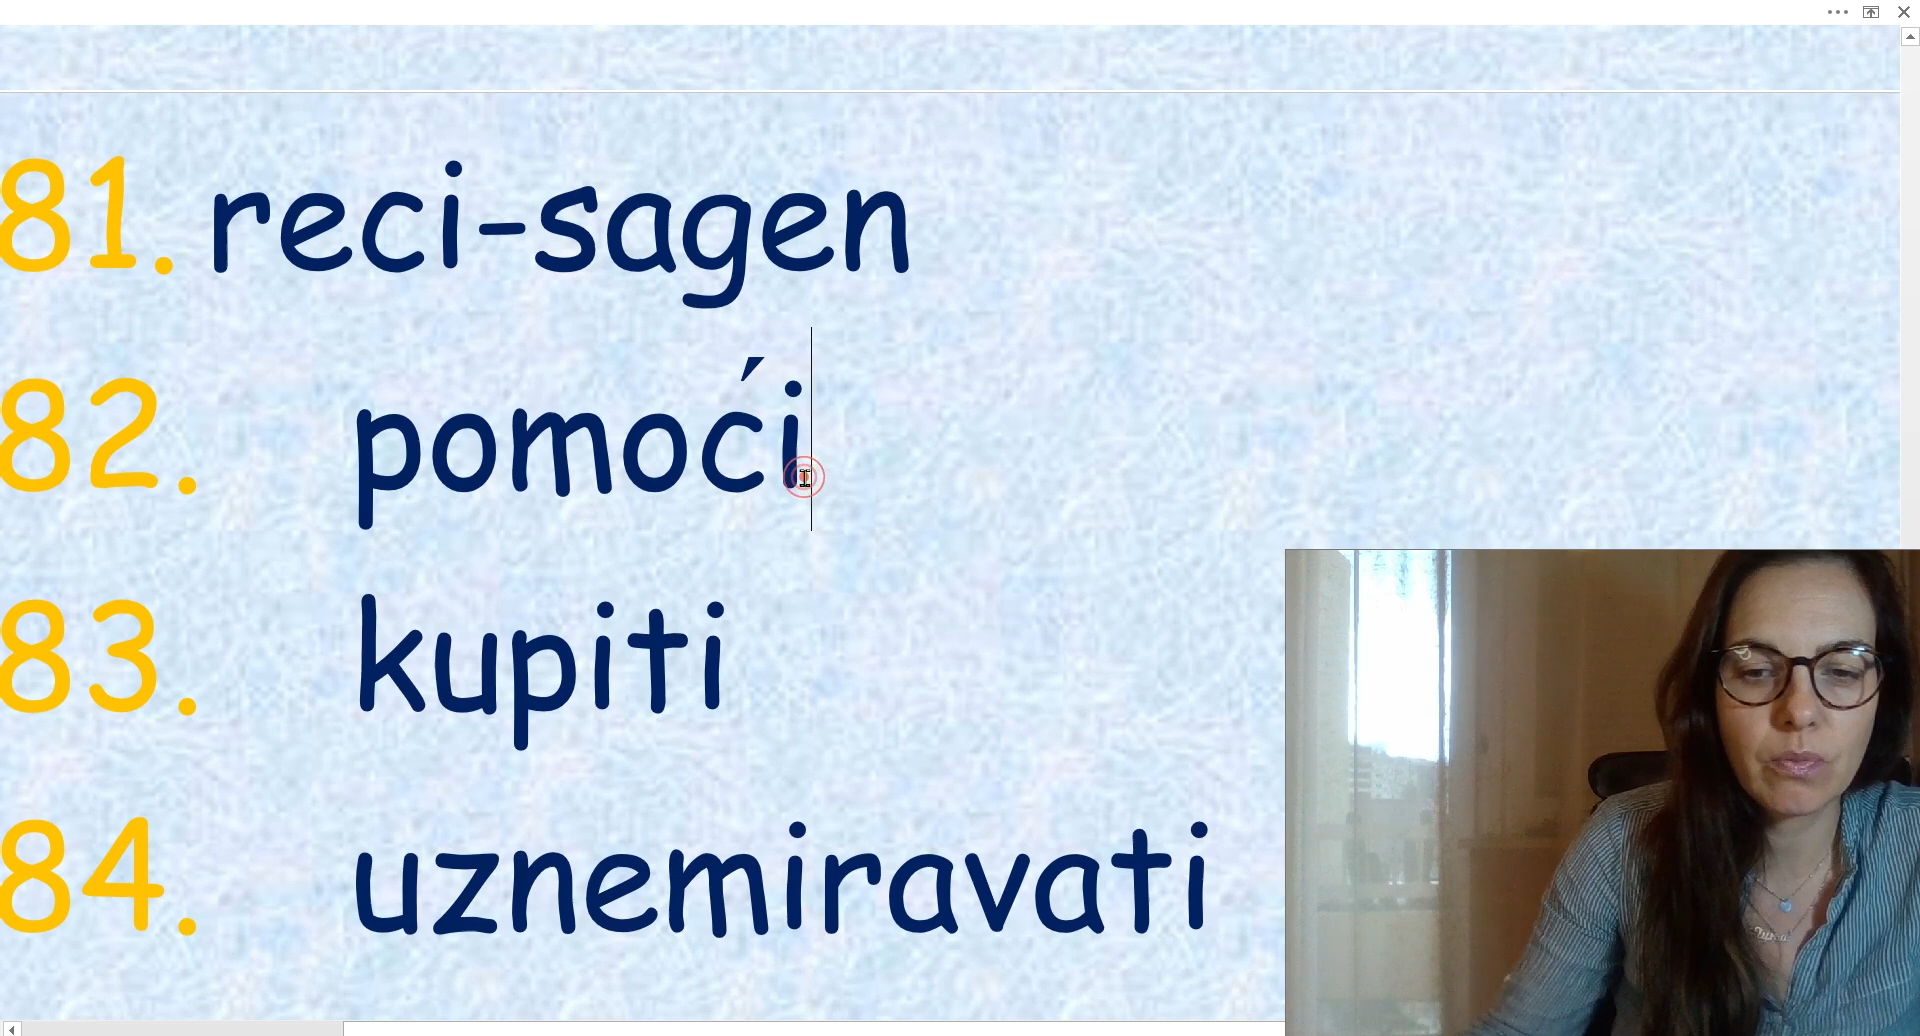 81. reci-sagen
82. pomoći
83. kupiti
84. uznemiravati